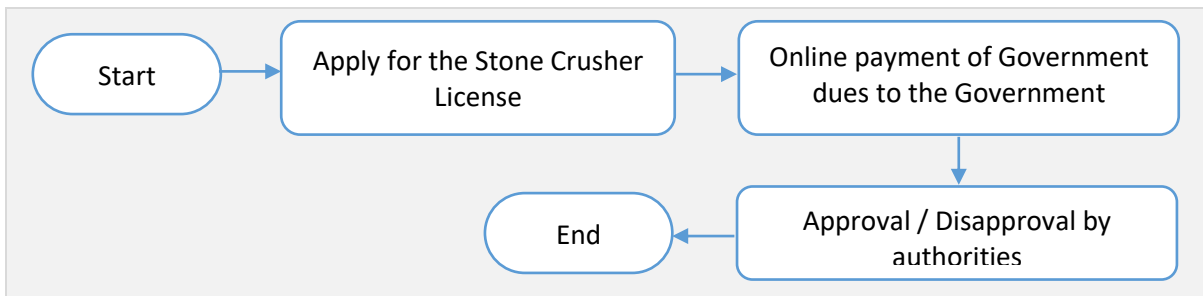 Start
Apply for the Stone Crusher
License
Online payment of Government
dues to the Government
Approval / Disapproval by
authorities
End